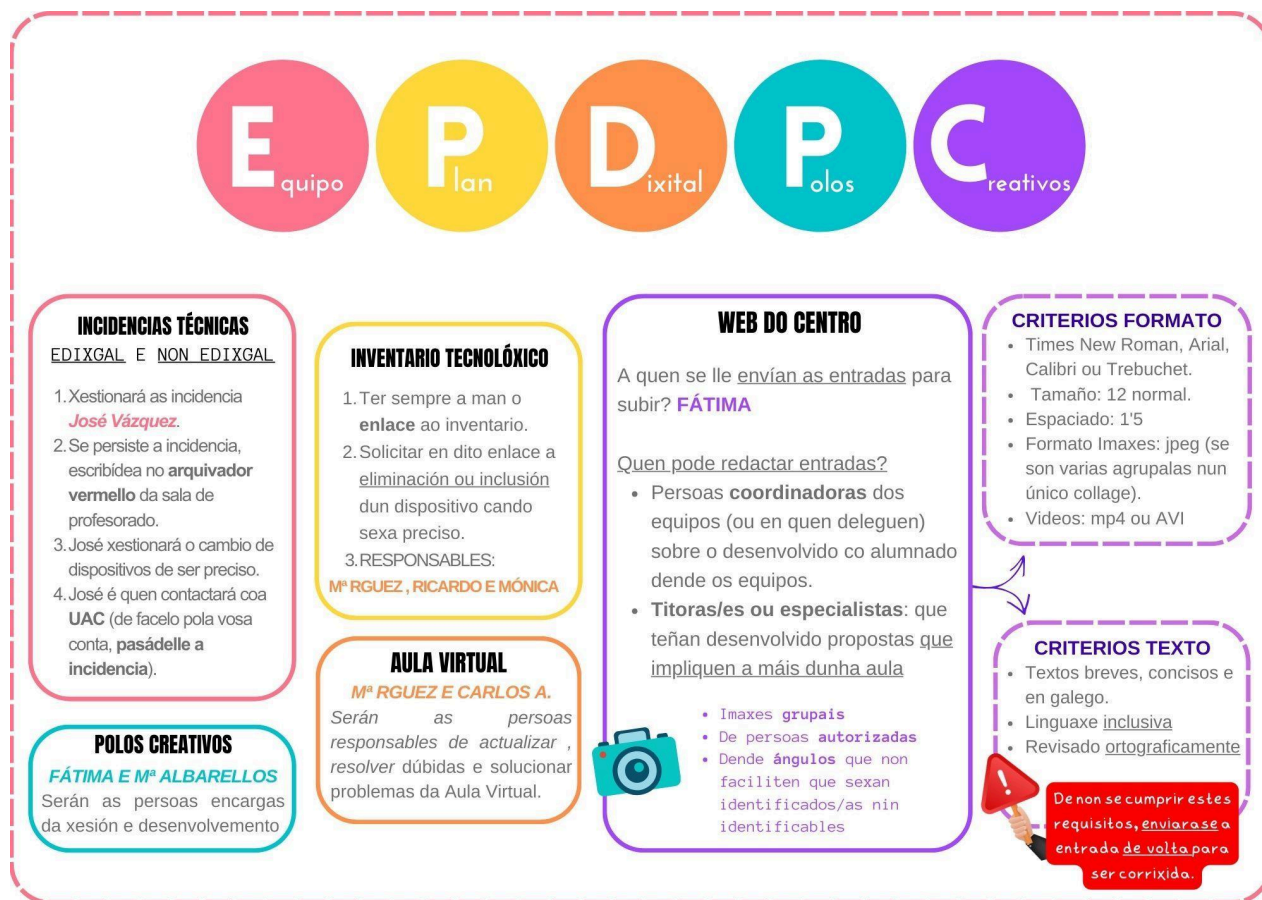 Equipo
Plan
Dixital
Polos
Creativos
INCIDENCIAS TÉCNICAS
EDIXGAL E NON EDIXGAL
1. Xestionará as incidencia
José Vázquez.
2. Se persiste a incidencia,
escribídea no arquivador
vermello da sala de
profesorado.
3. José xestionará o cambio de
dispositivos de ser preciso.
4. José é quen contactará coa
UAC (de facelo pola vosa
conta, pasádelle a
incidencia).
POLOS CREATIVOS
FÁTIMA E Mª ALBARELLOS
Serán as persoas encargas
da xesión e desenvolvemento
INVENTARIO TECNOLÓXICO
1. Ter sempre a man o
enlace ao inventario.
2. Solicitar en dito enlace a
eliminación ou inclusión
dun dispositivo cando
sexa preciso.
3. RESPONSABLES:
Mª RGUEZ , RICARDO E MÓNICA
AULA VIRTUAL
Mª RGUEZ E CARLOS A.
Serán as persoas
responsables de actualizar ,
resolver dúbidas e solucionar
problemas da Aula Virtual.
WEB DO CENTRO
A quen se lle envían as entradas para
subir? FÁTIMA
Quen pode redactar entradas?
• Persoas coordinadoras dos
equipos (ou en quen deleguen)
sobre o desenvolvido co alumnado
dende os equipos.
• Titoras/es ou especialistas: que
teñan desenvolvido propostas que
impliquen a máis dunha aula
• Imaxes grupais
• De persoas autorizadas
• Dende ángulos que non
faciliten que sexan
identificados/as nin
identificables
CRITERIOS FORMATO
• Times New Roman, Arial,
Calibri ou Trebuchet.
• Tamaño: 12 normal.
• Espaciado: 1'5
• Formato Imaxes: jpeg (se
son varias agrupalas nun
único collage).
• Videos: mp4 ou AVI
CRITERIOS TEXTO
• Textos breves, concisos e
en galego.
• Linguaxe inclusiva
• Revisado ortograficamente
!
De non se cumprir estes
requisitos, enviarase a
entrada de volta para
ser corrixida.